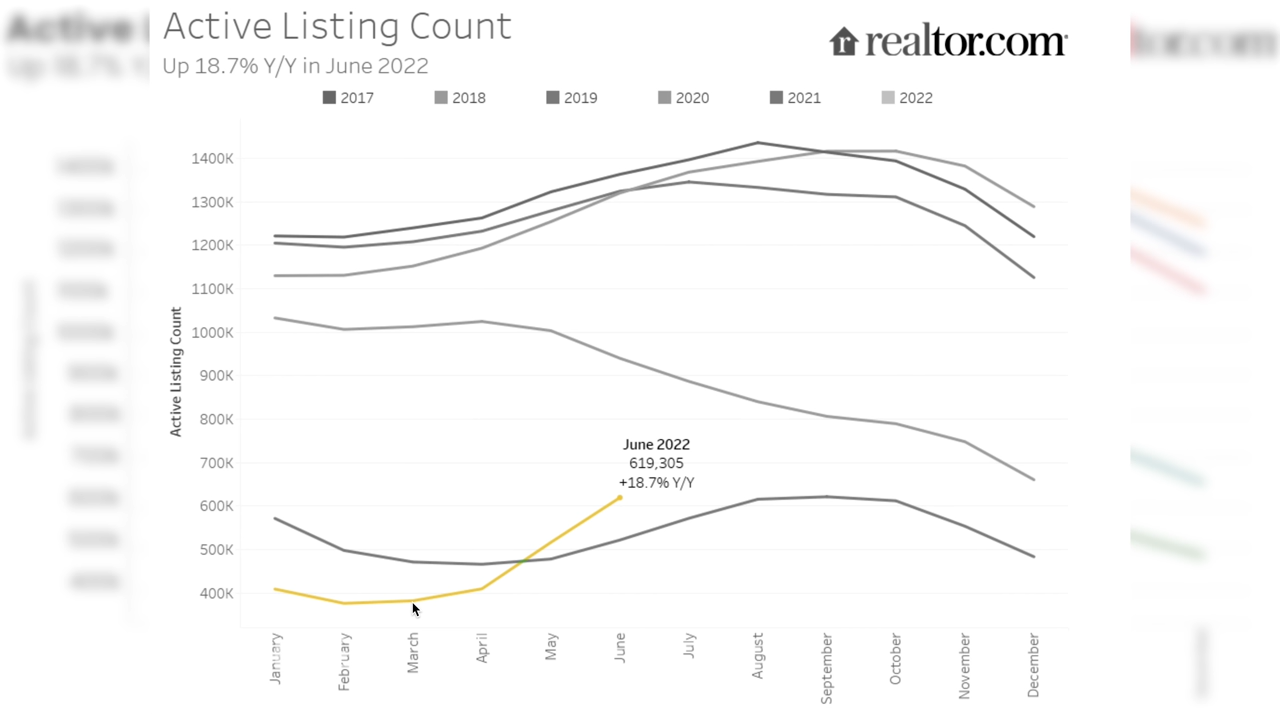 Active Listing Count
realtor.com
Up 18.7% Y/Y in June 2022
2017 2018 2019 2020 2021 2022
1400K
1300K
1200K
1100K
1000K
900K
800K
700K
600K
500K
400K
Active Listing Count
June 2022
619,305
+18.7% Y/Y
January
February
March
April
May
June
July
August
September
October
November
December